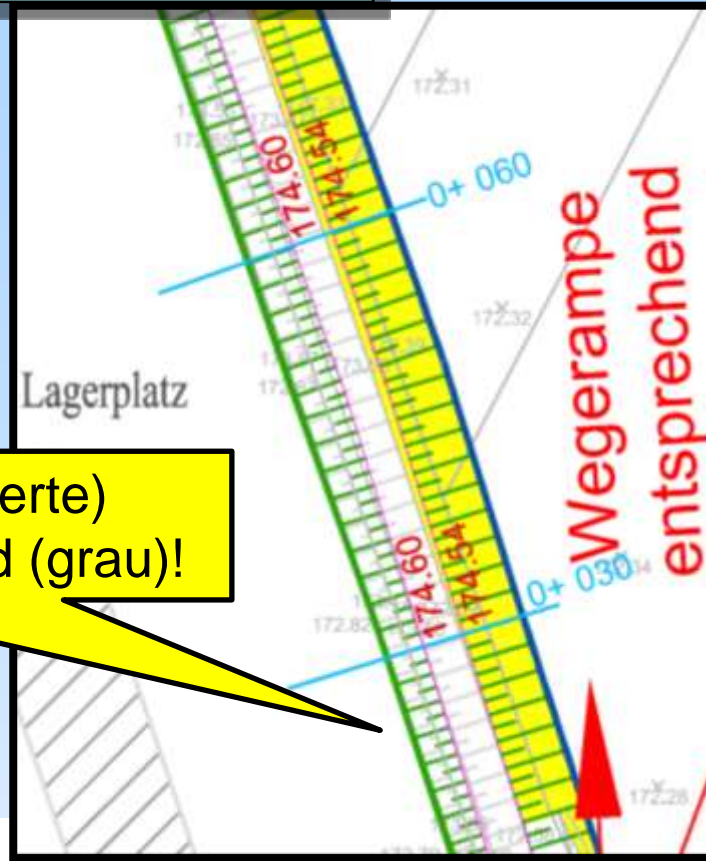 172.31
174.60
174.54
0+ 060
172.32
Wegerampe
entsprechend
Lagerplatz
erte)
d (grau)!
174.60
174.54
0+ 030
172.82
172.28